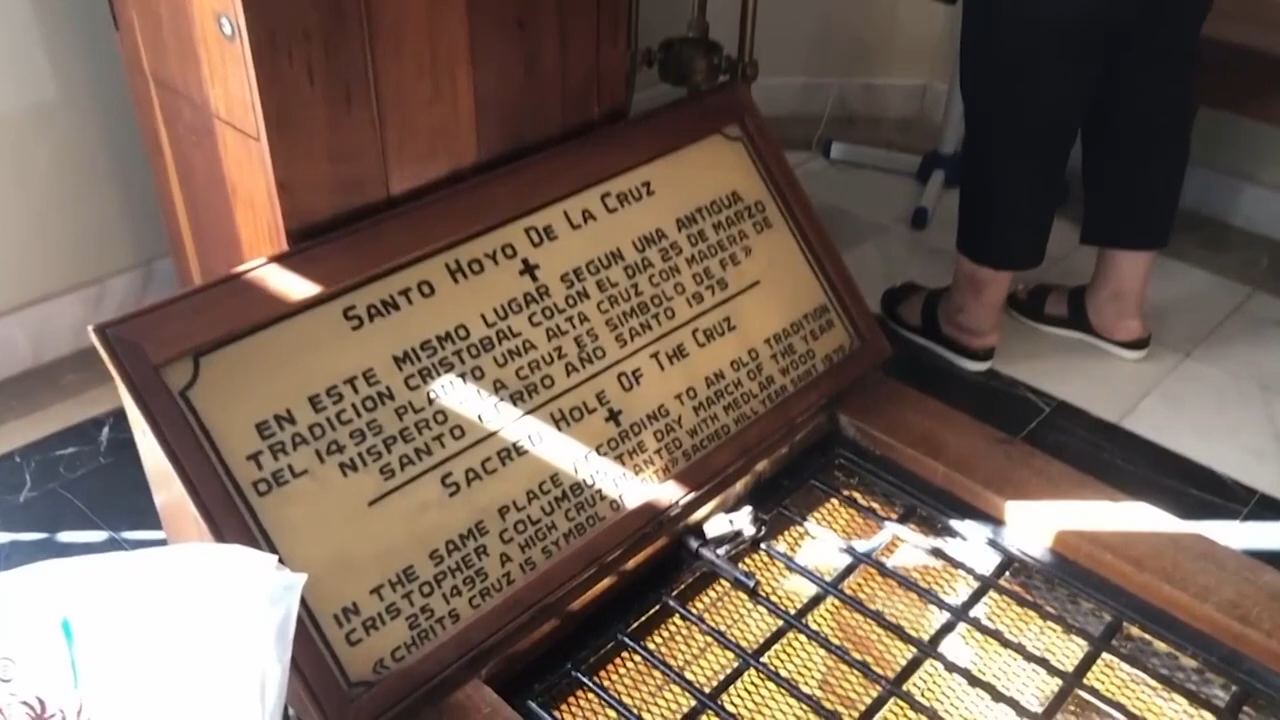 SANTO HOYO DE LA CRUZ
EN ESTE MISMO LUGAR SEGUN UNA ANTIGUA
TRADICION CRISTOBAL COLON EL DIA 25 DE MARZO
DEL 1495 PLANTO UNA ALTA CRUZ CON MADERA DE
NISPERO LA CRUZ ES SIMBOLO DE FE»
SANTO CERRO AÑO SANTO 1975
SACRED HOLE OF THE CRUZ
IN THE SAME PLACE ACCORDING TO AN OLD TRADITION
CRISTOPHER COLUMBUS THE DAY MARCH OF THE YEAR
25 1495 A HIGH CRUZ PLANTED WITH MEDLAR WOOD
«CHRITS CRUZ IS SYMBOL OF SACRED HILL YEAR SAINT 1975